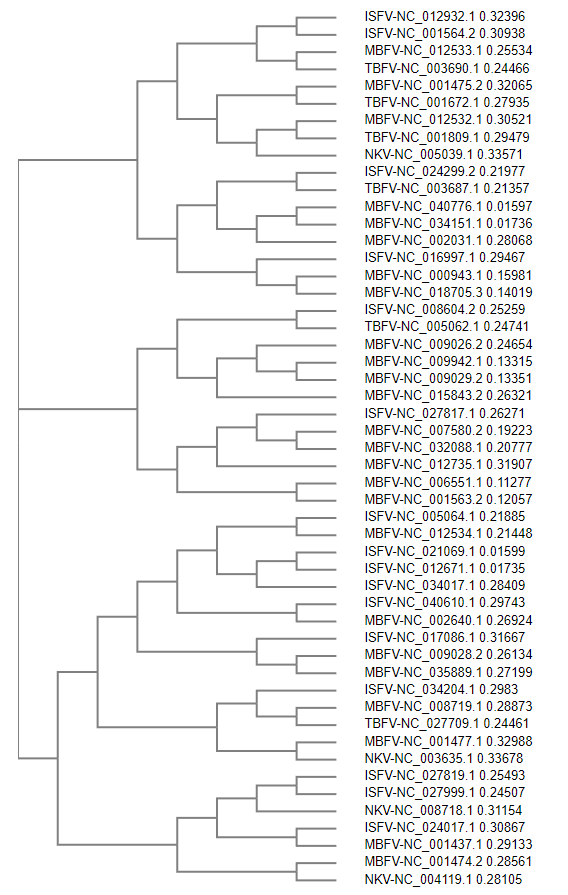 ISFV-NC_012932.1 0.32396
ISFV-NC_001564.2 0.30938
MBFV-NC_012533.1 0.25534
TBFV-NC_003690.1 0.24466
MBFV-NC_001475.2 0.32065
TBFV-NC_001672.1 0.27935
MBFV-NC_012532.1 0.30521
TBFV-NC_001809.1 0.29479
NKV-NC_005039.1 0.33571
ISFV-NC_024299.2 0.21977
TBFV-NC_003687.1 0.21357
MBFV-NC_040776.1 0.01597
MBFV-NC_034151.1 0.01736
MBFV-NC_002031.1 0.28068
ISFV-NC_016997.1 0.29467
MBFV-NC_000943.1 0.15981
MBFV-NC_018705.3 0.14019
ISFV-NC_008604.2 0.25259
TBFV-NC_005062.1 0.24741
MBFV-NC_009026.2 0.24654
MBFV-NC_009942.1 0.13315
MBFV-NC_009029.2 0.13351
MBFV-NC_015843.2 0.26321
ISFV-NC_027817.1 0.26271
MBFV-NC_007580.2 0.19223
MBFV-NC_032088.1 0.20777
MBFV-NC_012735.1 0.31907
MBFV-NC_006551.1 0.11277
MBFV-NC_001563.2 0.12057
ISFV-NC_005064.1 0.21885
MBFV-NC_012534.1 0.21448
ISFV-NC_021069.1 0.01599
ISFV-NC_012671.1 0.01735
ISFV-NC_034017.1 0.28409
ISFV-NC_040610.1 0.29743
MBFV-NC_002640.1 0.26924
ISFV-NC_017086.1 0.31667
MBFV-NC_009028.2 0.26134
MBFV-NC_035889.1 0.27199
ISFV-NC_034204.1 0.2983
MBFV-NC_008719.1 0.28873
TBFV-NC_027709.1 0.24461
MBFV-NC_001477.1 0.32988
NKV-NC_003635.1 0.33678
ISFV-NC_027819.1 0.25493
ISFV-NC_027999.1 0.24507
NKV-NC_008718.1 0.31154
ISFV-NC_024017.1 0.30867
MBFV-NC_001437.1 0.29133
MBFV-NC_001474.2 0.28561
NKV-NC_004119.1 0.28105